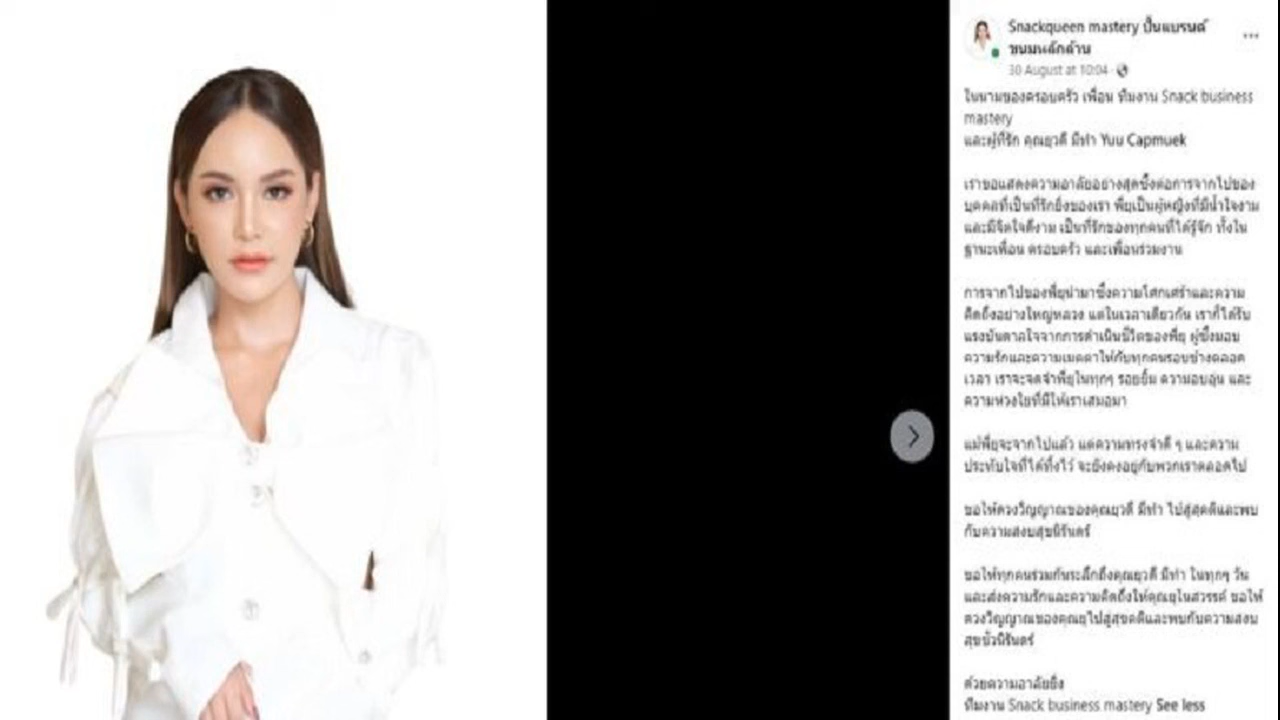 Snackqueen mastery ปั้นแบรนด์
ขนมหลักล้าน
30 August at 10:04
ในนามของครอบครัว เพื่อน ทีมงาน Snack business
mastery
และผู้ที่รัก คุณยุวดี มีทำ Yuu Capmuek
เราขอแสดงความอาลัยอย่างสุดซึ้งต่อการจากไปของ
บุคคลที่เป็นที่รักยิ่งของเรา พี่ยุเป็นผู้หญิงที่มีน้ำใจงาม
และมีจิตใจดีงาม เป็นที่รักของทุกคนที่ได้รู้จัก ทั้งใน
ฐานะเพื่อน ครอบครัว และเพื่อนร่วมงาน
การจากไปของพี่ยุนำมาซึ่งความโศกเศร้าและความ
คิดถึงอย่างใหญ่หลวง แต่ในเวลาเดียวกัน เราก็ได้รับ
แรงบันดาลใจจากการดำเนินชีวิตของพี่ยุ ผู้ซึ่งมอบ
ความรักและความเมตตาให้กับทุกคนรอบข้างตลอด
เวลา เราจะจดจำพี่ยุในทุกๆ รอยยิ้ม ความอบอุ่น และ
ความห่วงใยที่มีให้เราเสมอมา
แม้พี่ยุจะจากไปแล้ว แต่ความทรงจำดี ๆ และความ
ประทับใจที่ได้ทิ้งไว้ จะยังคงอยู่กับพวกเราตลอดไป
ขอให้ดวงวิญญาณของคุณยุวดี มีทำ ไปสู่สุคติและพบ
กับความสงบสุขนิรันดร์
ขอให้ทุกคนร่วมกันระลึกถึงคุณยุวดี มีทำ ในทุกๆ วัน
และส่งความรักและความคิดถึงให้คุณยุในสวรรค์ ขอให้
ดวงวิญญาณของคุณยุไปสู่สุขคติและพบกับความสงบ
สุขชั่วนิรันดร์
ด้วยความอาลัยยิ่ง
ทีมงาน Snack business mastery See less